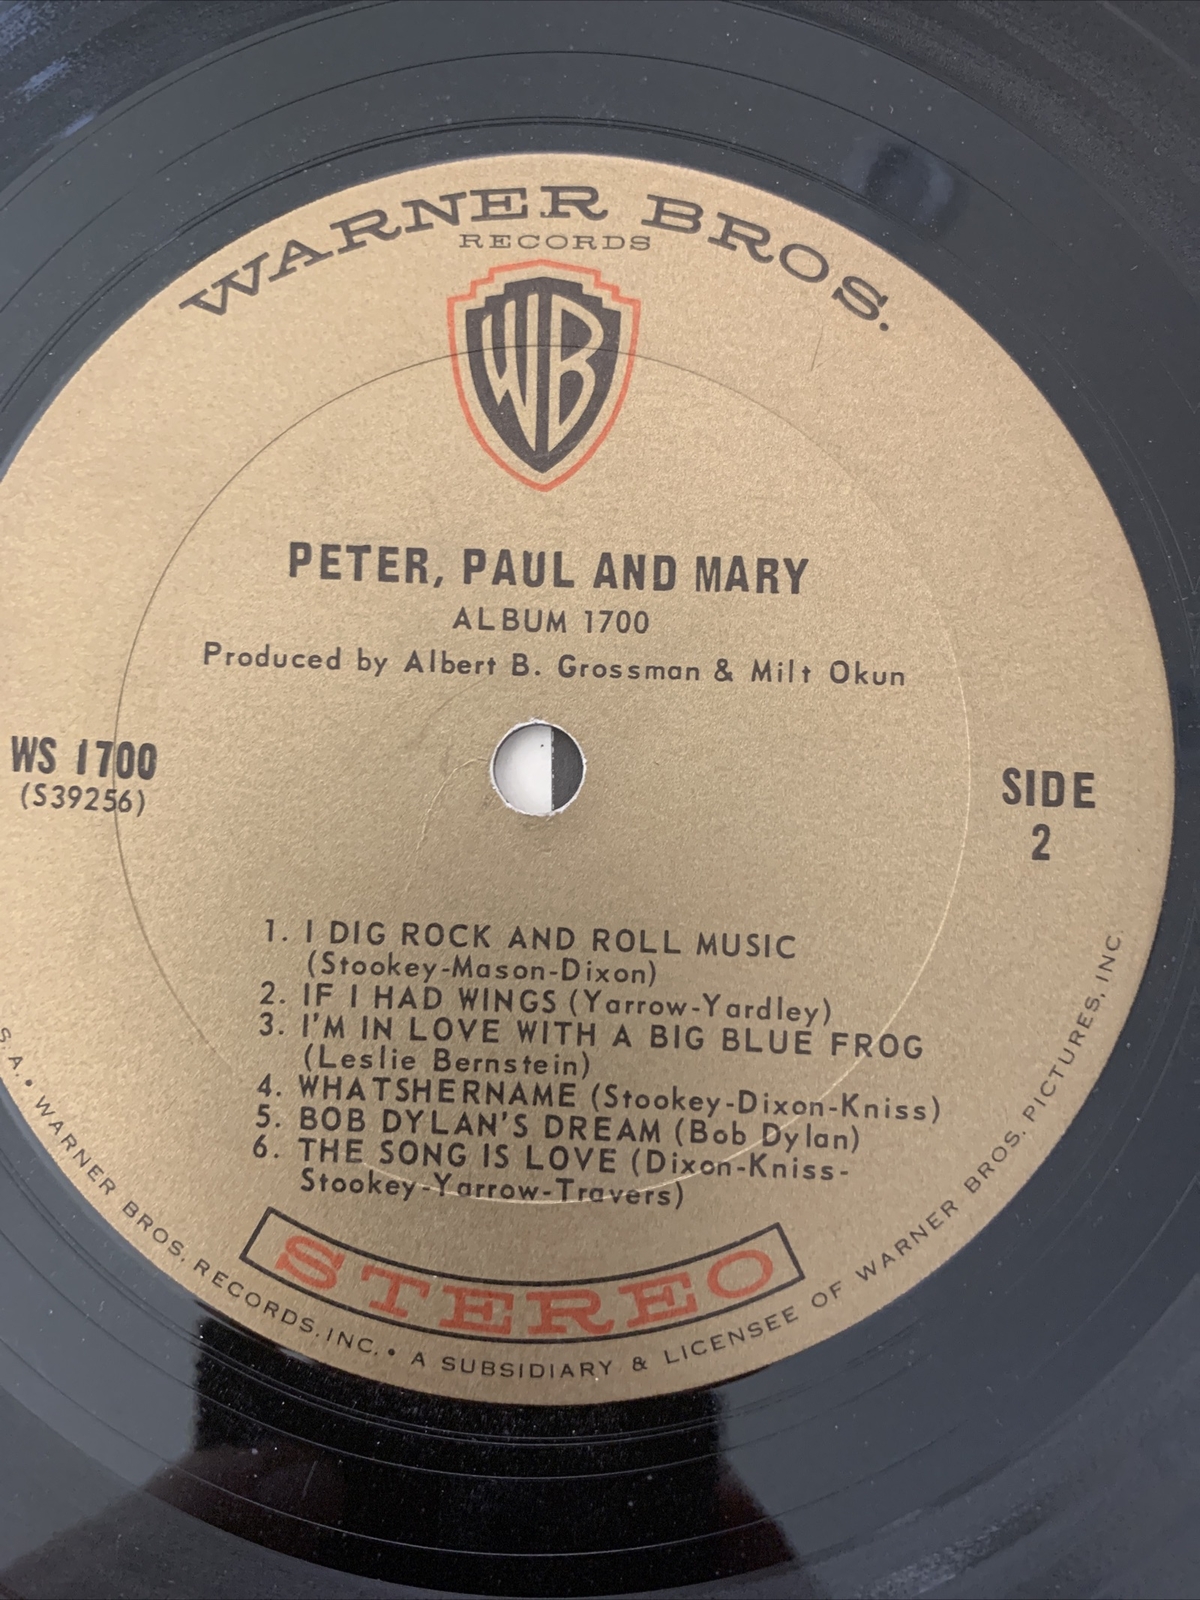 WARNER BROS.
RECORDS
WB
PETER, PAUL AND MARY
ALBUM 1700
Produced by Albert B. Grossman & Milt Okun
WS 1700
(S39256)
SIDE
2
1. I DIG ROCK AND ROLL MUSIC
(Stookey-Mason-Dixon)
2. IF I HAD WINGS (Yarrow-Yardley)
3. I'M IN LOVE WITH A BIG BLUE FROG
(Leslie Bernstein)
4. WHATSHERNAME (Stookey-Dixon-Kniss)
5. BOB DYLAN'S DREAM (Bob Dylan)
6. THE SONG IS LOVE (Dixon-Kniss-
Stookey-Yarrow-Travers)
STEREO
S.A. • WARNER BROS. RECORDS, INC. • A SUBSIDIARY & LICENSEE OF WARNER BROS. PICTURES, INC.